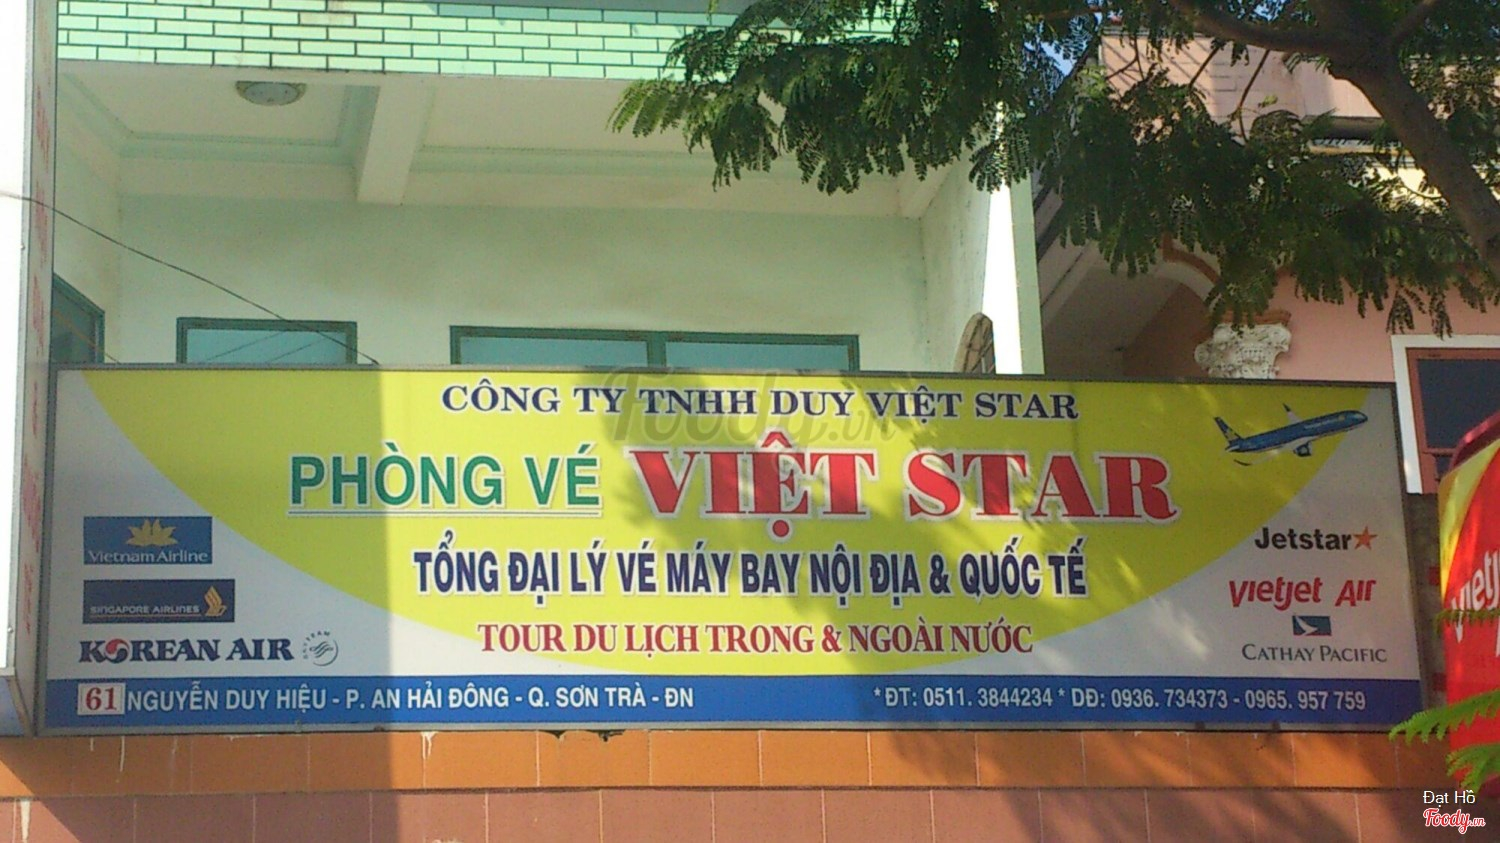 CÔNG TY TNHH DUY VIỆT STAR
PHÒNG VÉ VIỆT STAR
TỔNG ĐẠI LÝ VÉ MÁY BAY NỘI ĐỊA & QUỐC TẾ
TOUR DU LỊCH TRONG & NGOÀI NƯỚC
Vietnam Airline
SINGAPORE AIRLINES
KOREAN AIR
SKYTEAM
Jetstar
Vietjet Air
CATHAY PACIFIC
61 NGUYỄN DUY HIỆU - P. AN HẢI ĐÔNG - Q. SƠN TRÀ - ĐN
* ĐT: 0511. 3844234 * DĐ: 0936. 734373 - 0965. 957 759
Foody.vn
Đạt Hồ
Foody.vn